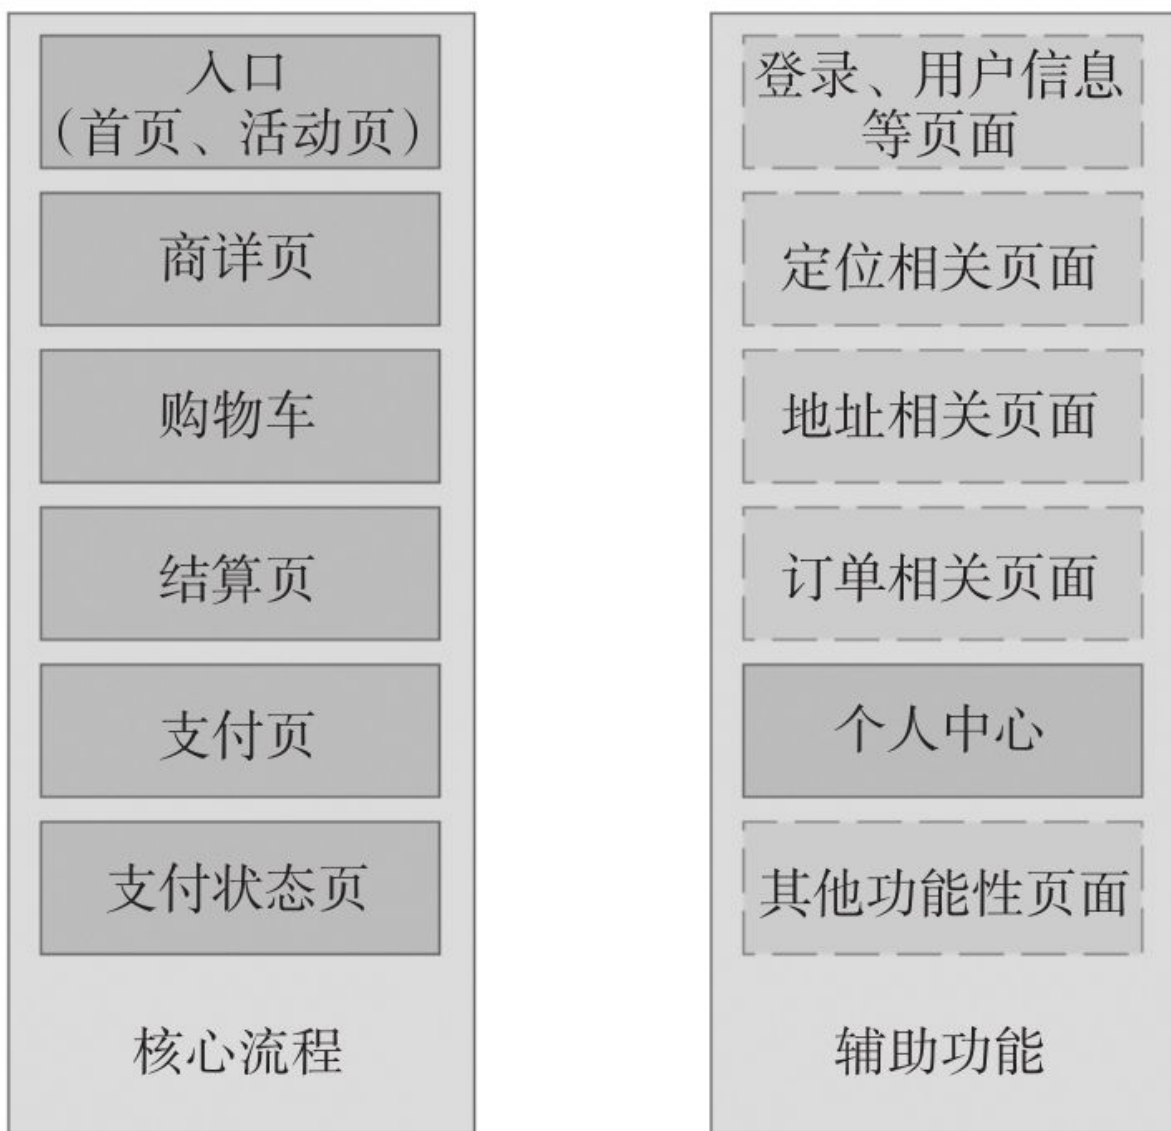 入口
（首页、活动页）
商详页
购物车
结算页
支付页
支付状态页
核心流程
登录、用户信息
等页面
定位相关页面
地址相关页面
订单相关页面
个人中心
其他功能性页面
辅助功能